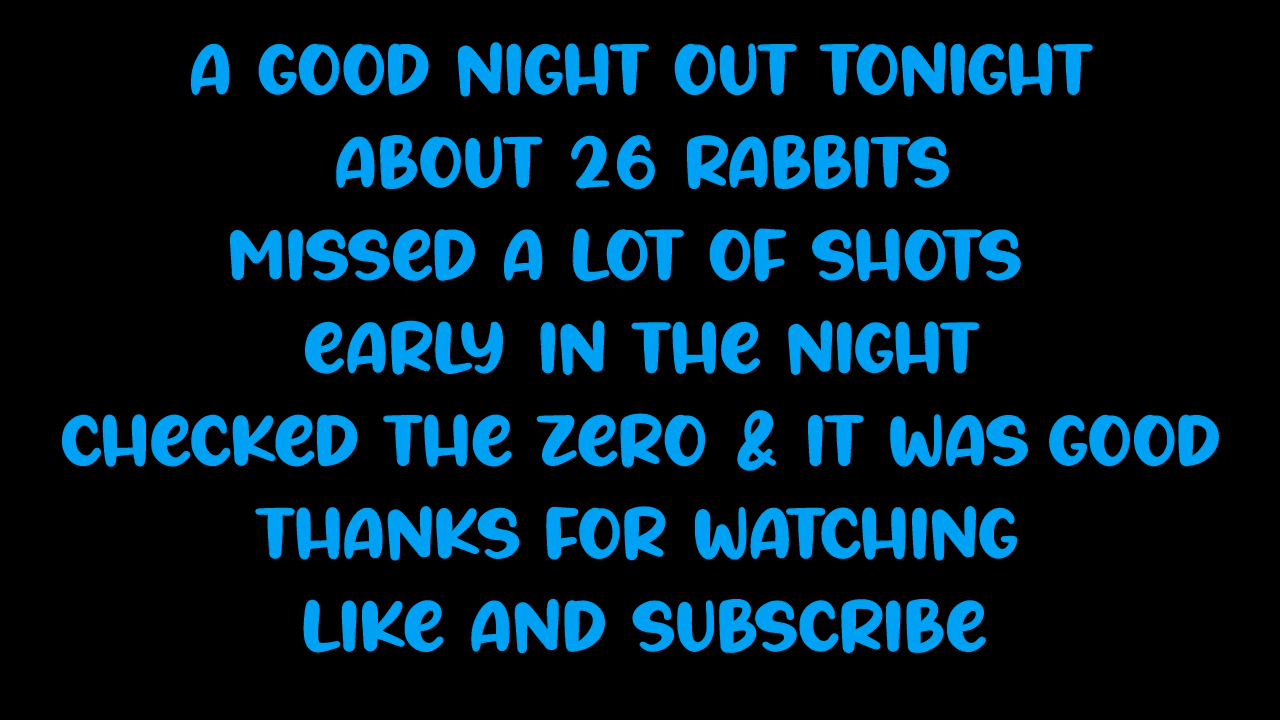 A GOOD NIGHT OUT TONIGHT
ABOUT 26 RABBITS
MISSED A LOT OF SHOTS
EARLY IN THE NIGHT
CHECKED THE ZERO & IT WAS GOOD
THANKS FOR WATCHING
LIKE AND SUBSCRIBE